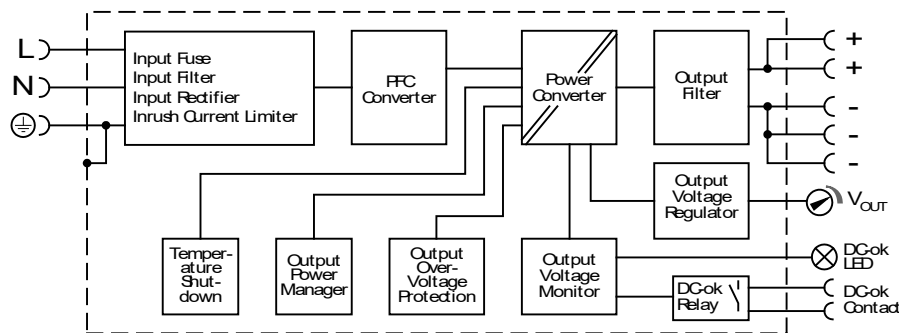 L
N
Input Fuse
Input Filter
Input Rectifier
Inrush Current Limiter
PFC
Converter
Power
Converter
Output
Filter
+
+
-
-
-
Output
Voltage
Regulator
VOUT
Temper-
ature
Shut-
down
Output
Power
Manager
Output
Over-
Voltage
Protection
Output
Voltage
Monitor
DC-ok
LED
DC-ok
Relay
DC-ok
Contact